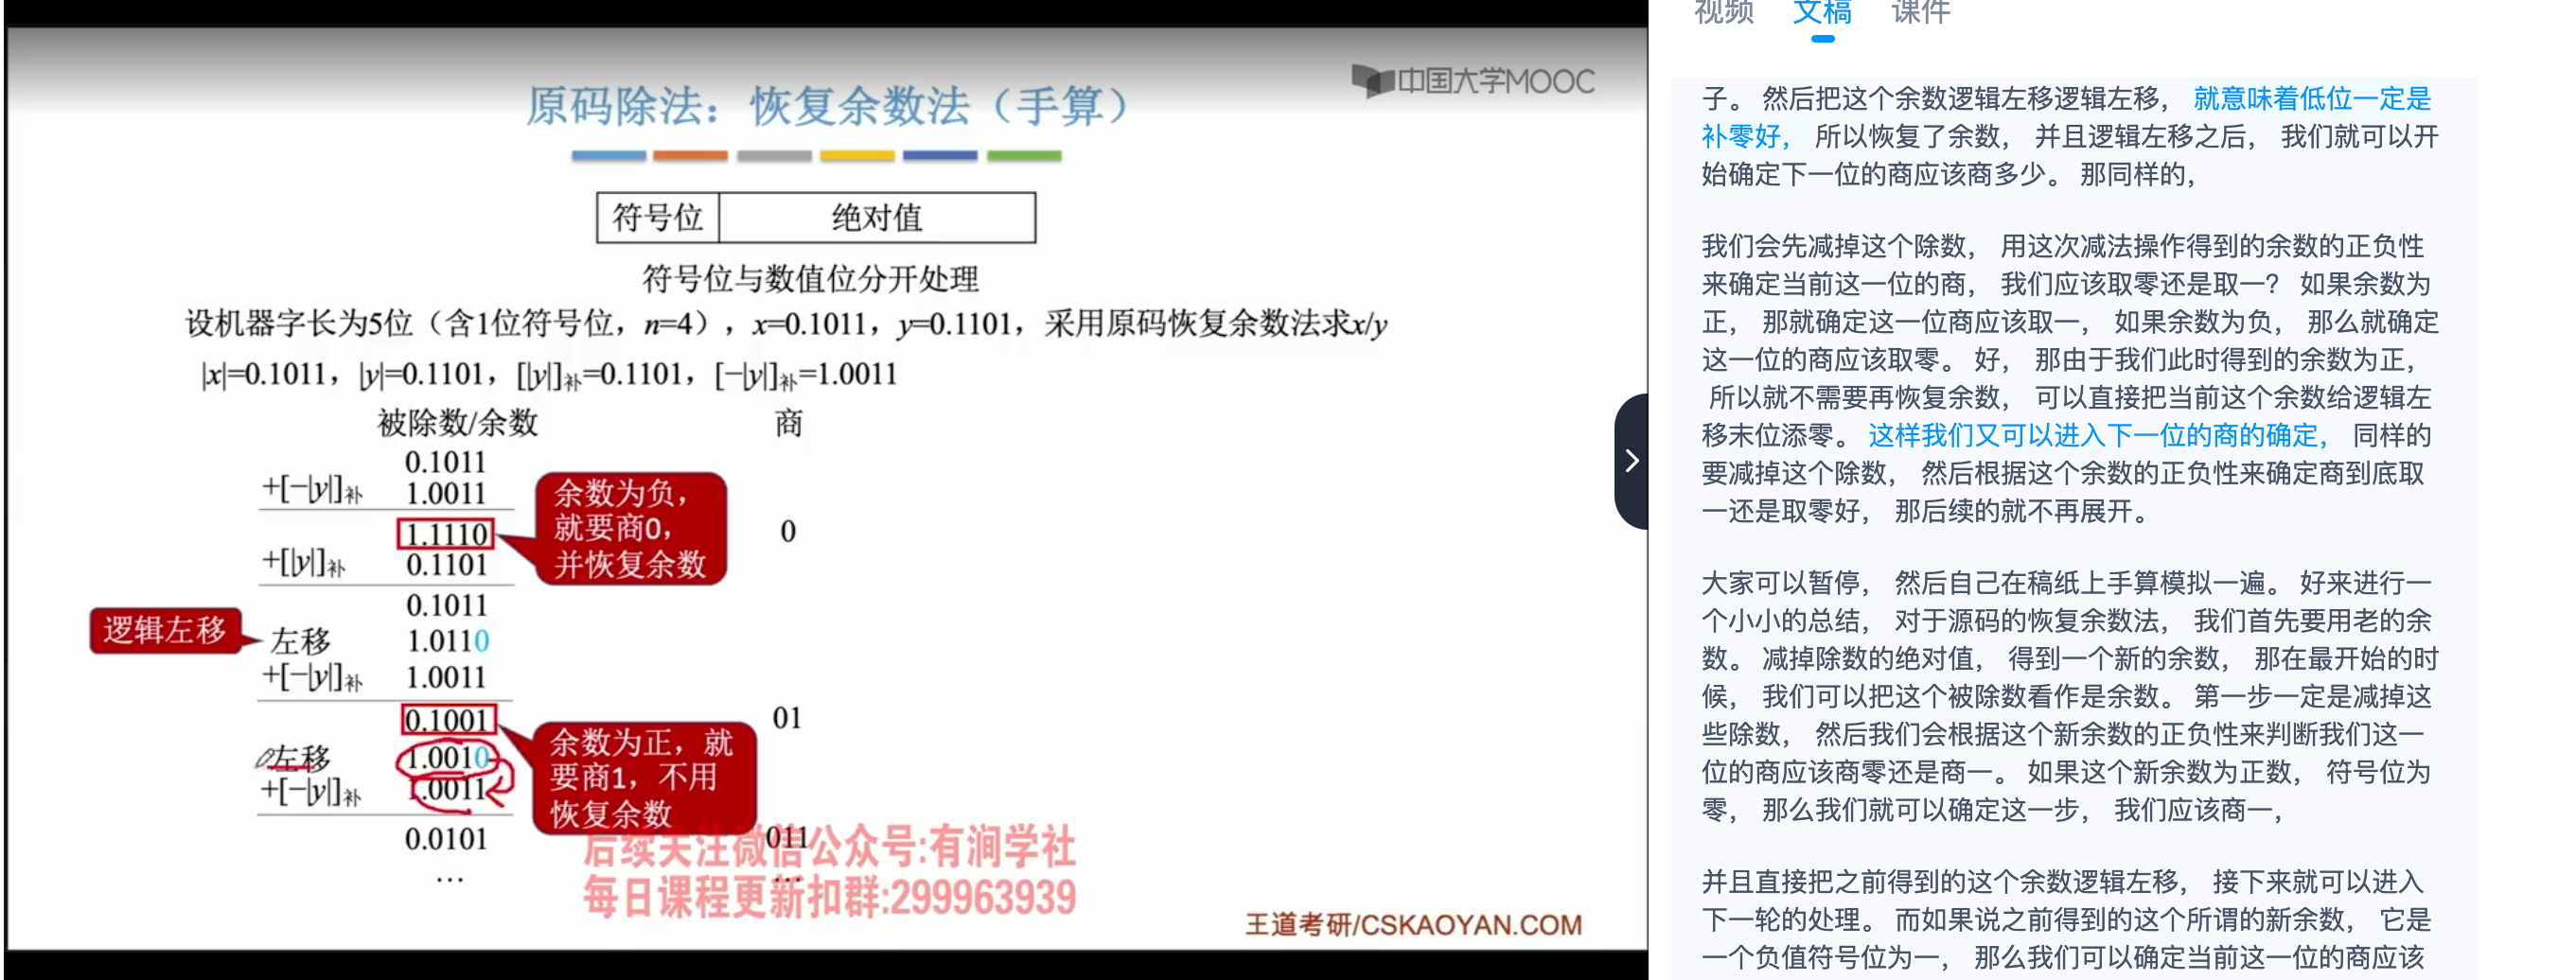 视频 文稿 课件
中国大学MOOC
原码除法：恢复余数法（手算）
符号位 绝对值
符号位与数值位分开处理
设机器字长为5位（含1位符号位，n=4），x=0.1011，y=0.1101，采用原码恢复余数法求x/y
|x|=0.1011，|y|=0.1101，[|y|]补=0.1101，[−|y|]补=1.0011
被除数/余数 商
0.1011
+[−|y|]补 1.0011
1.1110 0
+[|y|]补 0.1101
余数为负，
就要商0，
并恢复余数
0.1011
逻辑左移
左移 1.0110
+[−|y|]补 1.0011
0.1001 01
左移 1.0010
+[−|y|]补 1.0011
余数为正，就
要商1，不用
恢复余数
0.0101 011
… …
后续关注微信公众号:有涧学社
每日课程更新扣群:299963939
王道考研/CSKAOYAN.COM
子。 然后把这个余数逻辑左移逻辑左移， 就意味着低位一定是
补零好， 所以恢复了余数， 并且逻辑左移之后， 我们就可以开
始确定下一位的商应该商多少。 那同样的，
我们会先减掉这个除数， 用这次减法操作得到的余数的正负性
来确定当前这一位的商， 我们应该取零还是取一？ 如果余数为
正， 那就确定这一位商应该取一， 如果余数为负， 那么就确定
这一位的商应该取零。 好， 那由于我们此时得到的余数为正，
所以就不需要再恢复余数， 可以直接把当前这个余数给逻辑左
移末位添零。 这样我们又可以进入下一位的商的确定， 同样的
要减掉这个除数， 然后根据这个余数的正负性来确定商到底取
一还是取零好， 那后续的就不再展开。
大家可以暂停， 然后自己在稿纸上手算模拟一遍。 好来进行一
个小小的总结， 对于源码的恢复余数法， 我们首先要用老的余
数。 减掉除数的绝对值， 得到一个新的余数， 那在最开始的时
候， 我们可以把这个被除数看作是余数。 第一步一定是减掉这
些除数， 然后我们会根据这个新余数的正负性来判断我们这一
位的商应该商零还是商一。 如果这个新余数为正数， 符号位为
零， 那么我们就可以确定这一步， 我们应该商一，
并且直接把之前得到的这个余数逻辑左移， 接下来就可以进入
下一轮的处理。 而如果说之前得到的这个所谓的新余数， 它是
一个负值符号位为一， 那么我们可以确定当前这一位的商应该